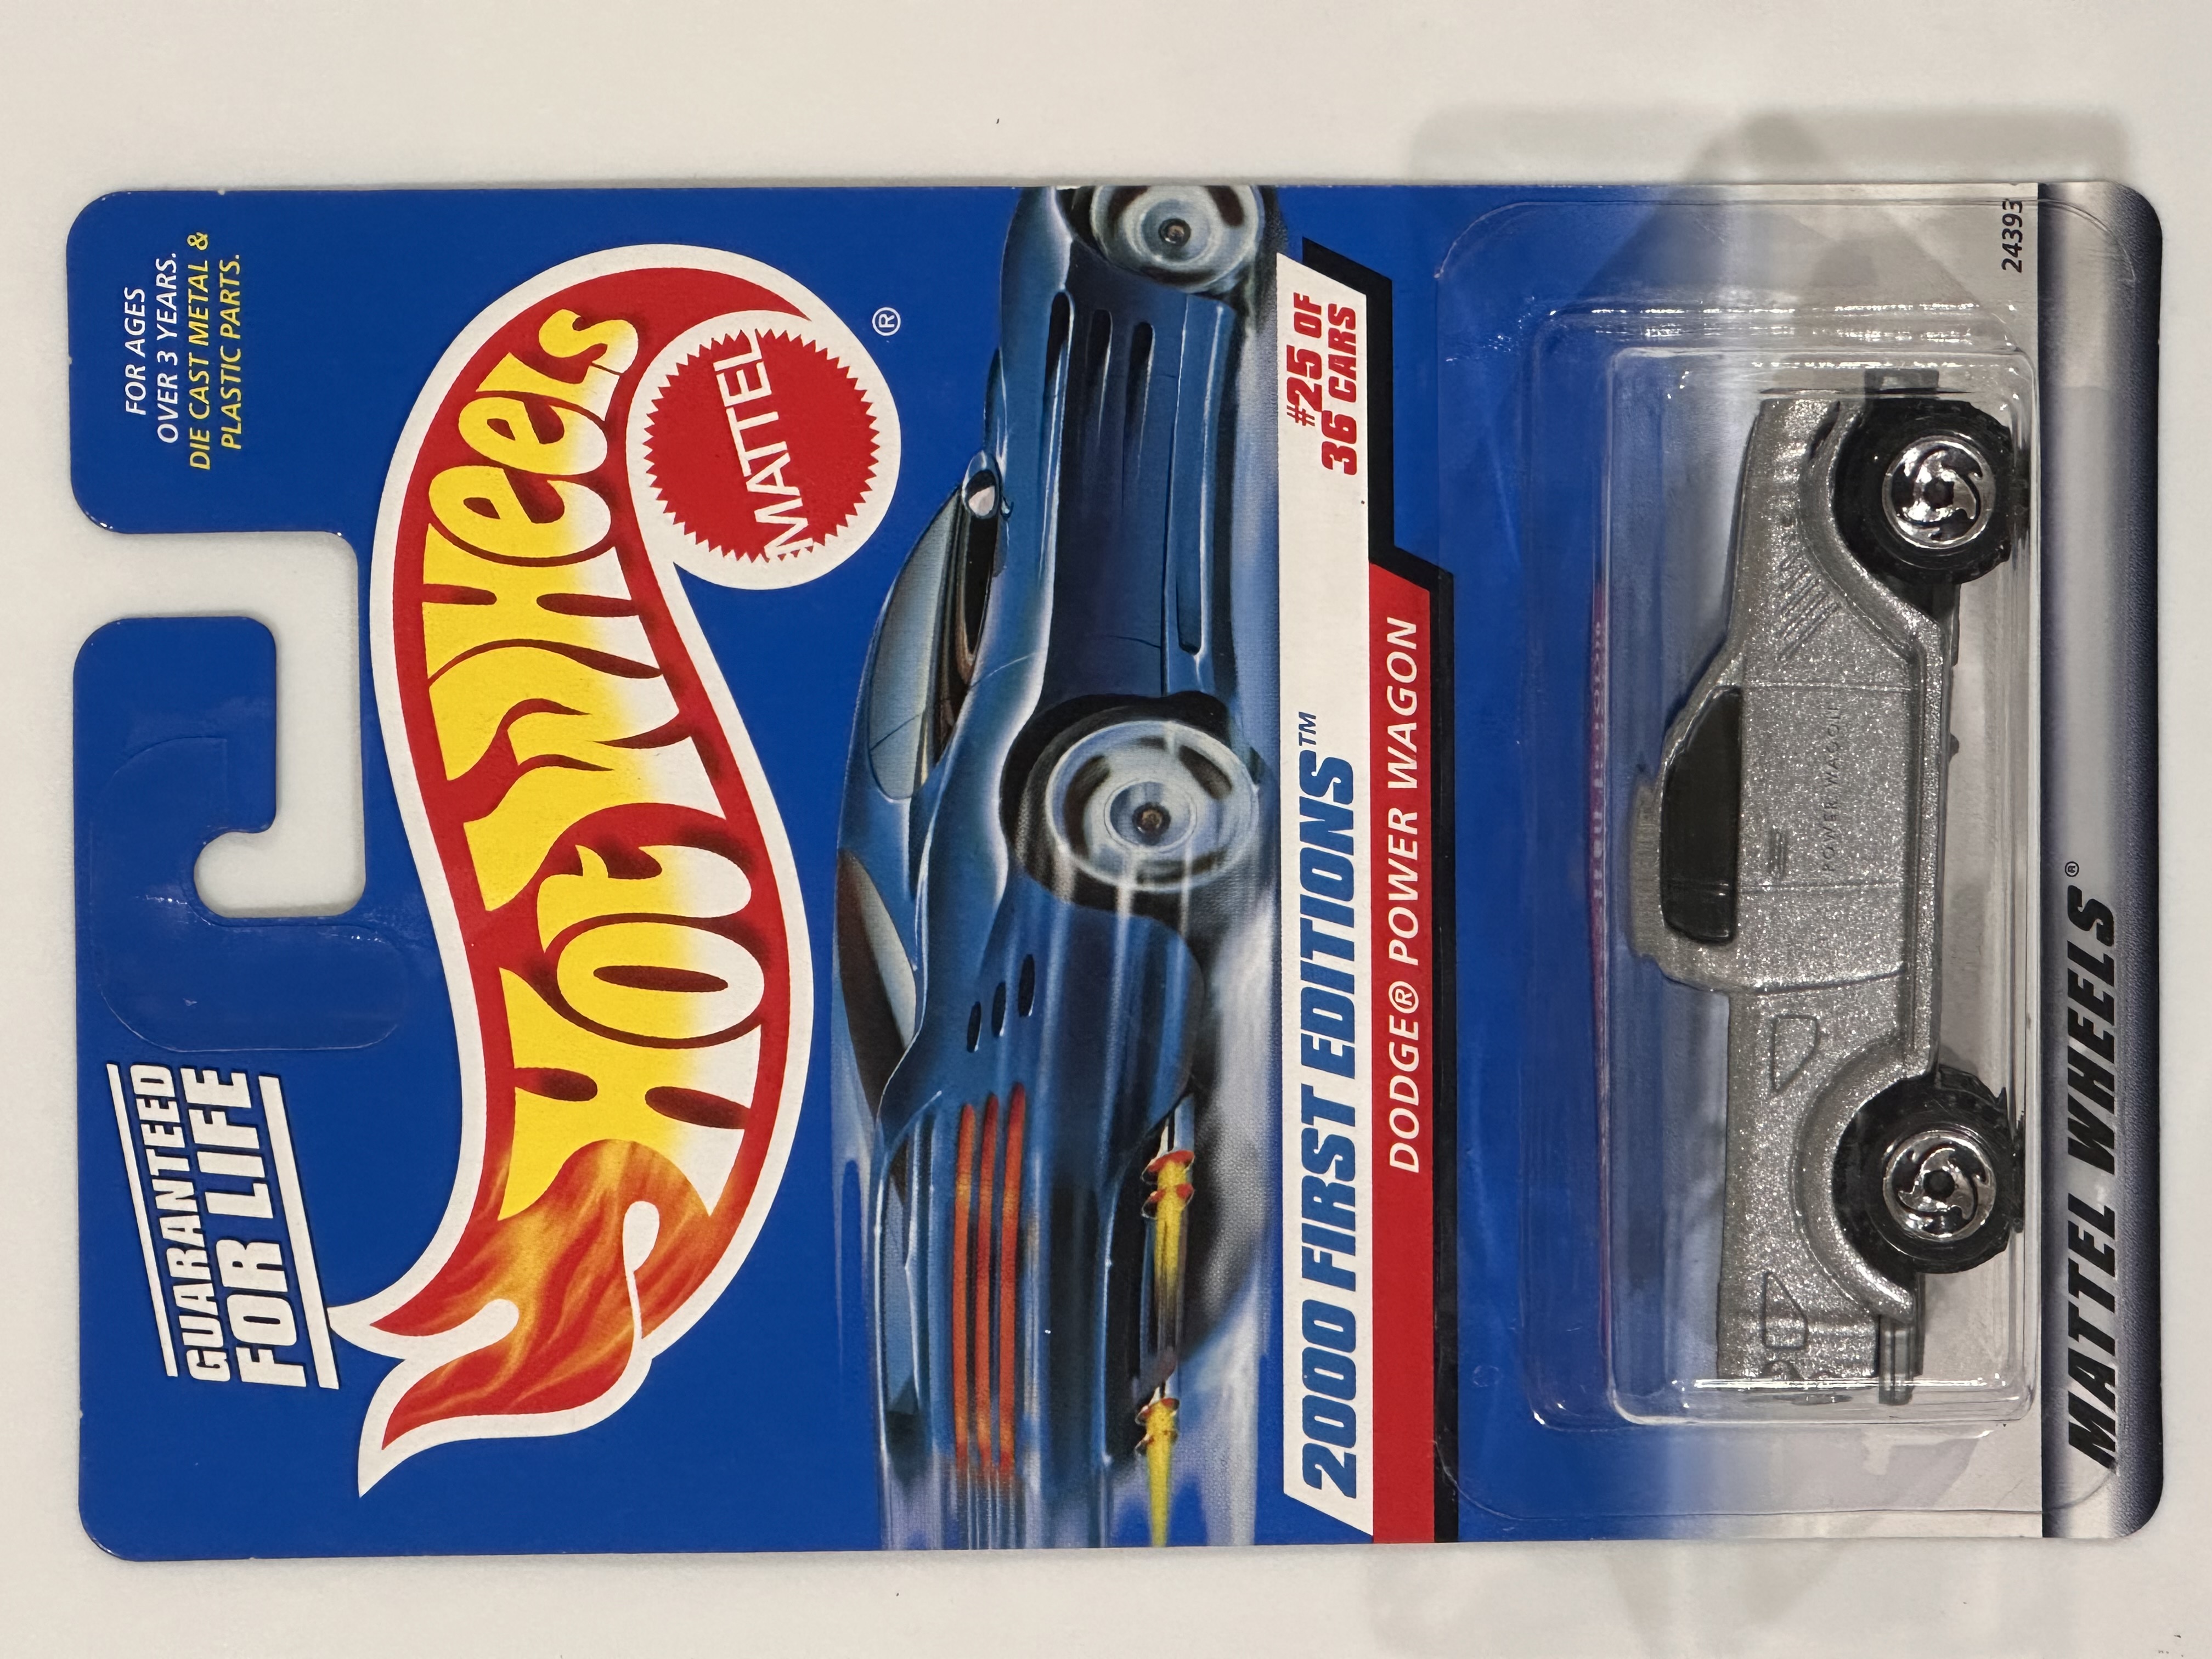 GUARANTEED
FOR LIFE
FOR AGES
OVER 3 YEARS.
DIE CAST METAL &
PLASTIC PARTS.
HOT WHEELS
MATTEL
®
2000 FIRST EDITIONS™
#25 OF
36 CARS
DODGE® POWER WAGON
POWER WAGON
24393
MATTEL WHEELS®